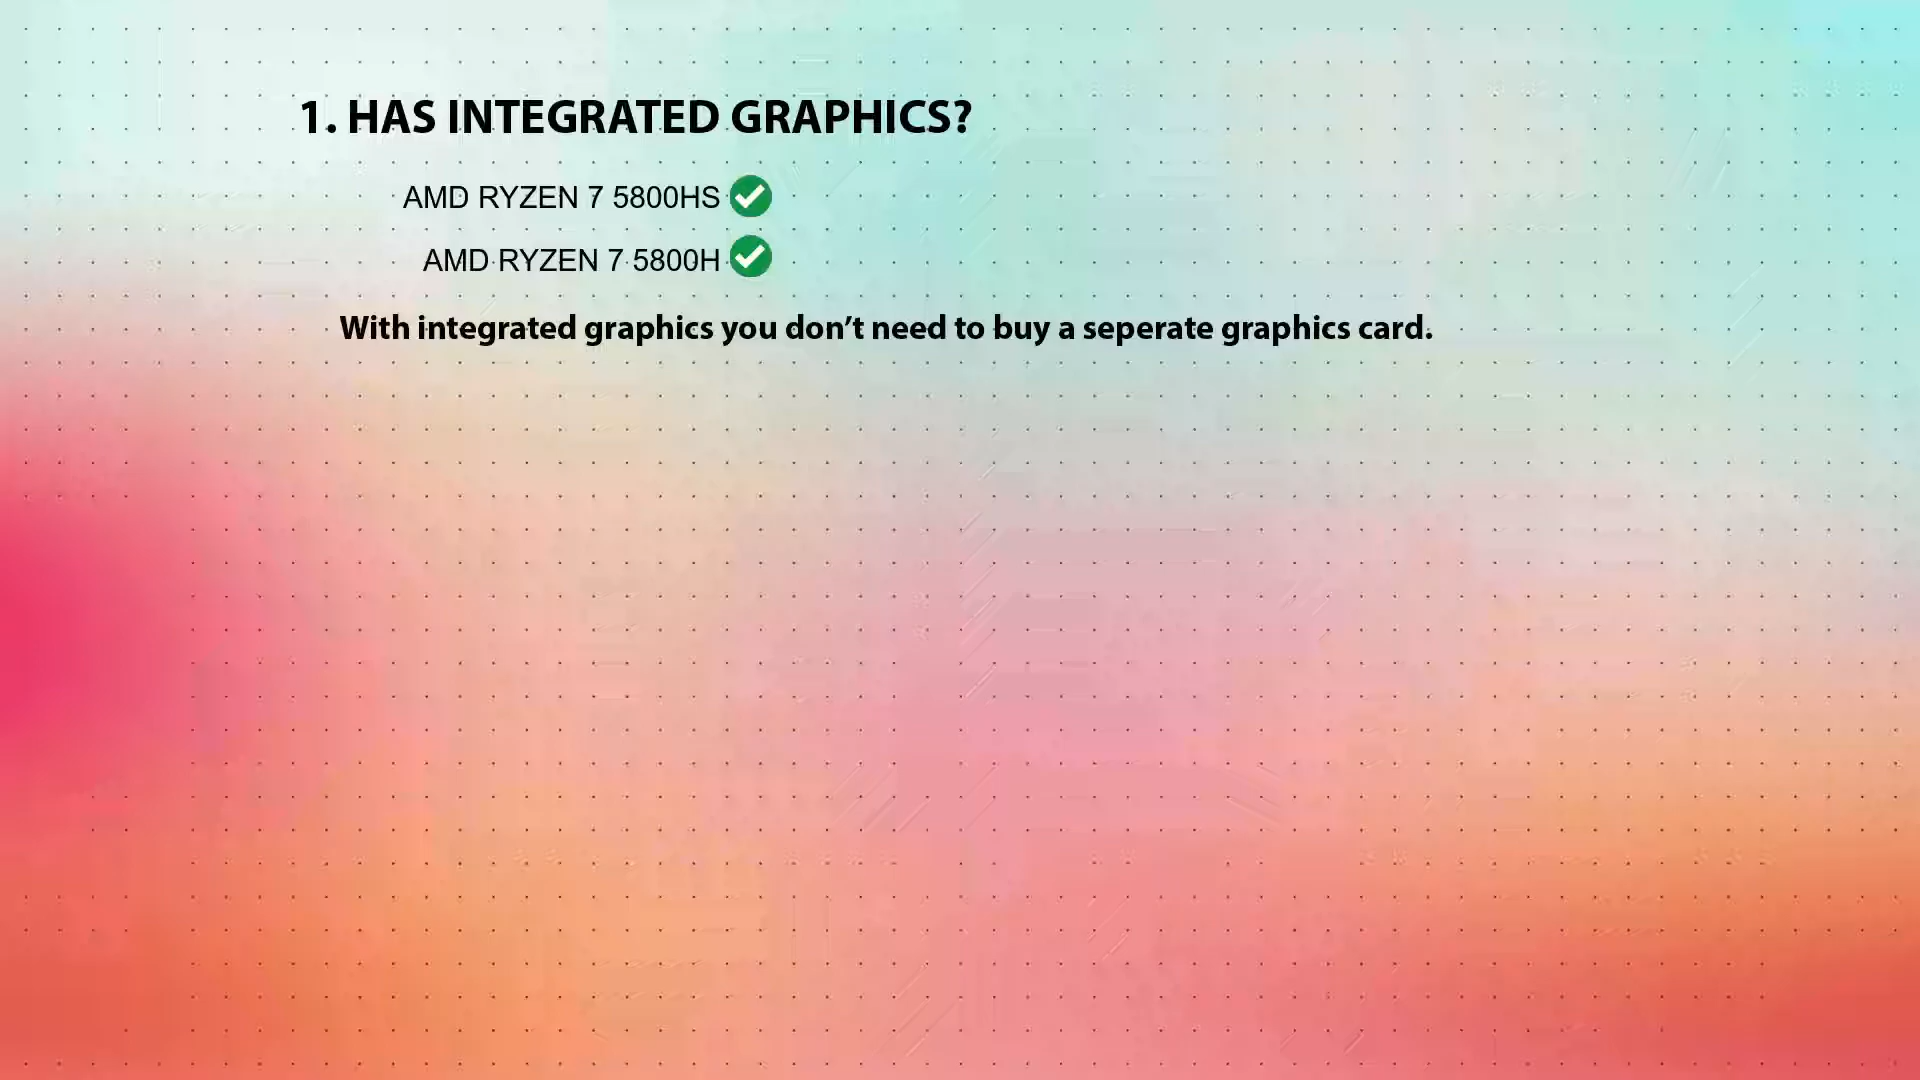 1. HAS INTEGRATED GRAPHICS?
AMD RYZEN 7 5800HS
AMD RYZEN 7 5800H
With integrated graphics you don’t need to buy a seperate graphics card.